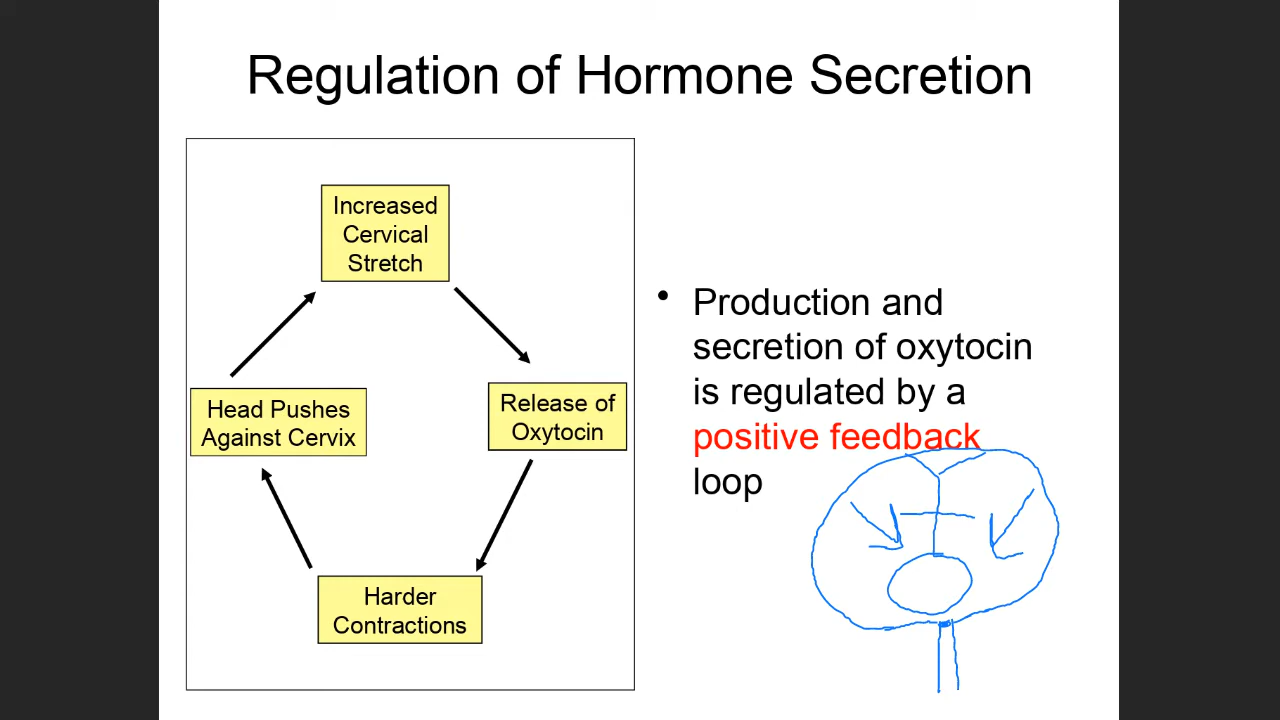 Regulation of Hormone Secretion
Increased
Cervical
Stretch
Release of
Oxytocin
Harder
Contractions
Head Pushes
Against Cervix
• Production and
secretion of oxytocin
is regulated by a
positive feedback
loop